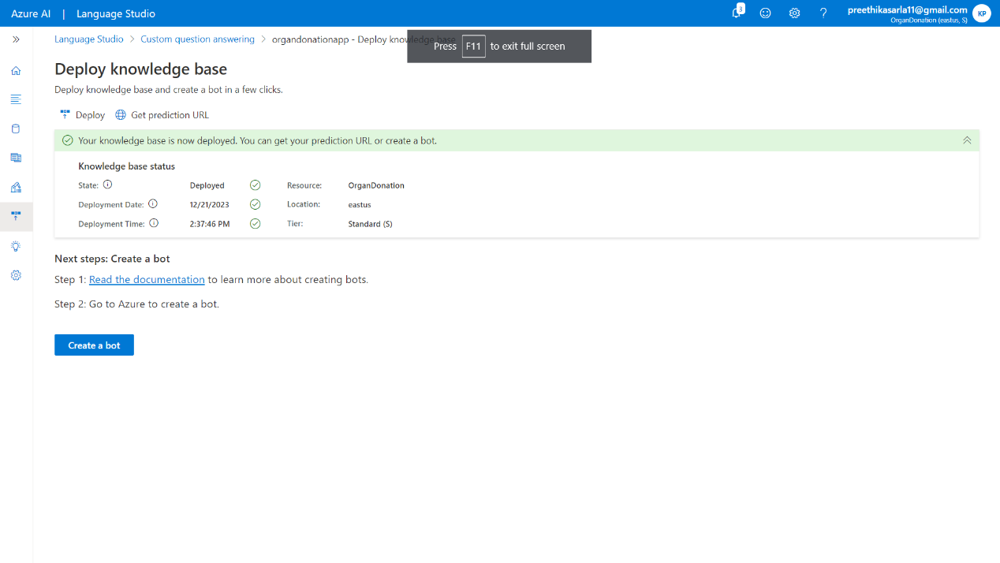 Azure AI | Language Studio
3
preethikasarla11@gmail.com
OrganDonation (eastus, S)
KP
Language Studio > Custom question answering > organdonationapp - Deploy knowledge base
Press F11 to exit full screen
Deploy knowledge base
Deploy knowledge base and create a bot in a few clicks.
Deploy Get prediction URL
Your knowledge base is now deployed. You can get your prediction URL or create a bot.
Knowledge base status
State: Deployed Resource: OrganDonation
Deployment Date: 12/21/2023 Location: eastus
Deployment Time: 2:37:46 PM Tier: Standard (S)
Next steps: Create a bot
Step 1: Read the documentation to learn more about creating bots.
Step 2: Go to Azure to create a bot.
Create a bot